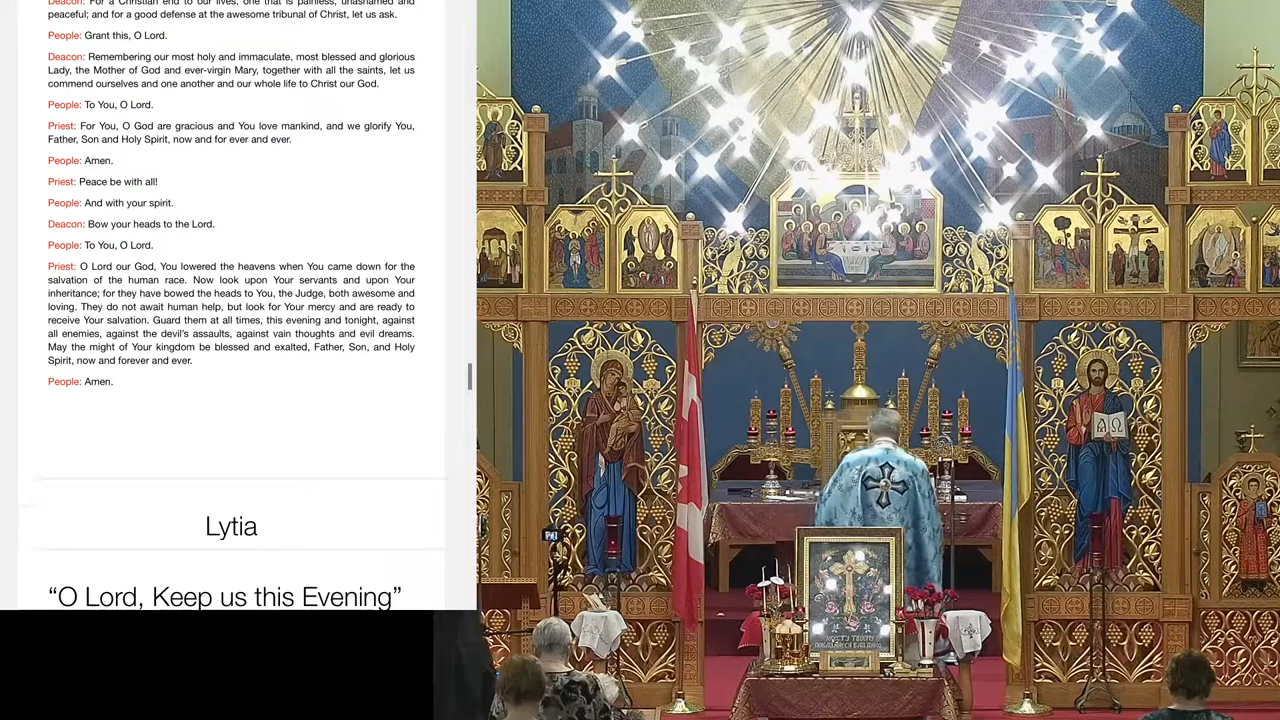 Deacon: For a Christian end to our lives, one that is painless, unashamed and
peaceful; and for a good defense at the awesome tribunal of Christ, let us ask.
People: Grant this, O Lord.
Deacon: Remembering our most holy and immaculate, most blessed and glorious
Lady, the Mother of God and ever-virgin Mary, together with all the saints, let us
commend ourselves and one another and our whole life to Christ our God.
People: To You, O Lord.
Priest: For You, O God are gracious and You love mankind, and we glorify You,
Father, Son and Holy Spirit, now and for ever and ever.
People: Amen.
Priest: Peace be with all!
People: And with your spirit.
Deacon: Bow your heads to the Lord.
People: To You, O Lord.
Priest: O Lord our God, You lowered the heavens when You came down for the
salvation of the human race. Now look upon Your servants and upon Your
inheritance; for they have bowed the heads to You, the Judge, both awesome and
loving. They do not await human help, but look for Your mercy and are ready to
receive Your salvation. Guard them at all times, this evening and tonight, against
all enemies, against the devil's assaults, against vain thoughts and evil dreams.
May the might of Your kingdom be blessed and exalted, Father, Son, and Holy
Spirit, now and forever and ever.
People: Amen.
Lytia
“O Lord, Keep us this Evening”
Α Ω